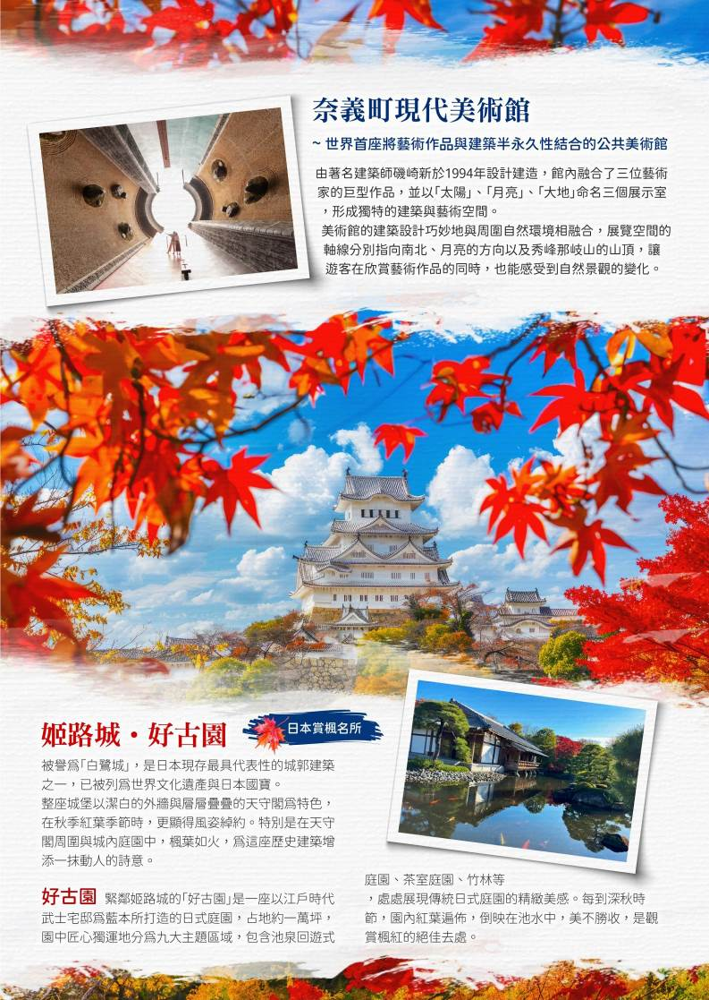 奈義町現代美術館
~ 世界首座將藝術作品與建築半永久性結合的公共美術館
由著名建築師磯崎新於1994年設計建造，館內融合了三位藝術
家的巨型作品，並以「太陽」、「月亮」、「大地」命名三個展示室
，形成獨特的建築與藝術空間。
美術館的建築設計巧妙地與周圍自然環境相融合，展覽空間的
軸線分別指向南北、月亮的方向以及秀峰那岐山的山頂，讓
遊客在欣賞藝術作品的同時，也能感受到自然景觀的變化。
姬路城・好古園
日本賞楓名所
被譽為「白鷺城」，是日本現存最具代表性的城郭建築
之一，已被列為世界文化遺產與日本國寶。
整座城堡以潔白的外牆與層層疊疊的天守閣為特色，
在秋季紅葉季節時，更顯得風姿綽約。特別是在天守
閣周圍與城內庭園中，楓葉如火，為這座歷史建築增
添一抹動人的詩意。
好古園 緊鄰姬路城的「好古園」是一座以江戶時代
武士宅邸為藍本所打造的日式庭園，占地約一萬坪，
園中匠心獨運地分為九大主題區域，包含池泉回遊式
庭園、茶室庭園、竹林等
，處處展現傳統日式庭園的精緻美感。每到深秋時
節，園內紅葉遍佈，倒映在池水中，美不勝收，是觀
賞楓紅的絕佳去處。